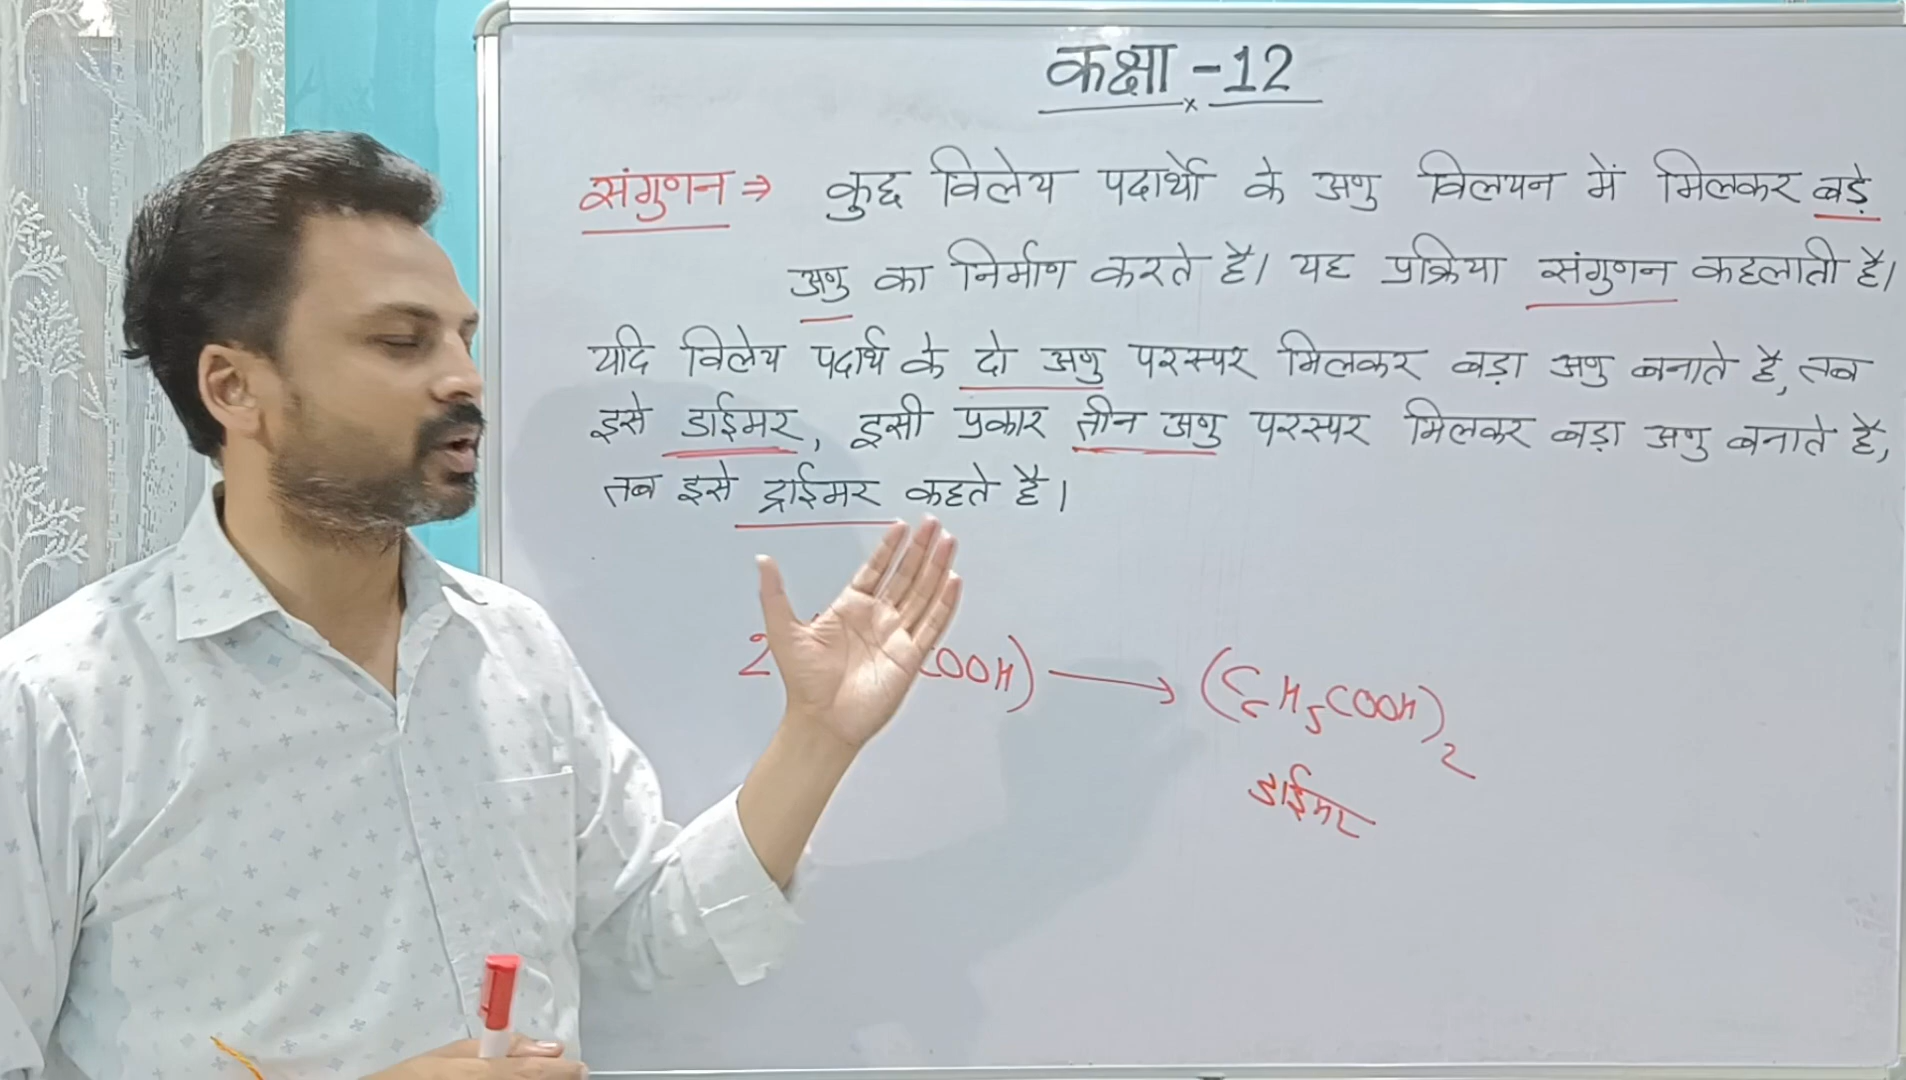 कक्षा -12
संगुणन ⇒ कुछ विलेय पदार्थो के अणु विलयन में मिलकर बड़े
अणु का निर्माण करते है। यह प्रक्रिया संगुणन कहलाती है।
यदि विलेय पदार्थ के दो अणु परस्पर मिलकर बड़ा अणु बनाते है, तब
इसे डाईमर, इसी प्रकार तीन अणु परस्पर मिलकर बड़ा अणु बनाते है,
तब इसे ट्राईमर कहते है।
2 COOH) ⟶ (C₆H₅COOH)₂
डाईमर